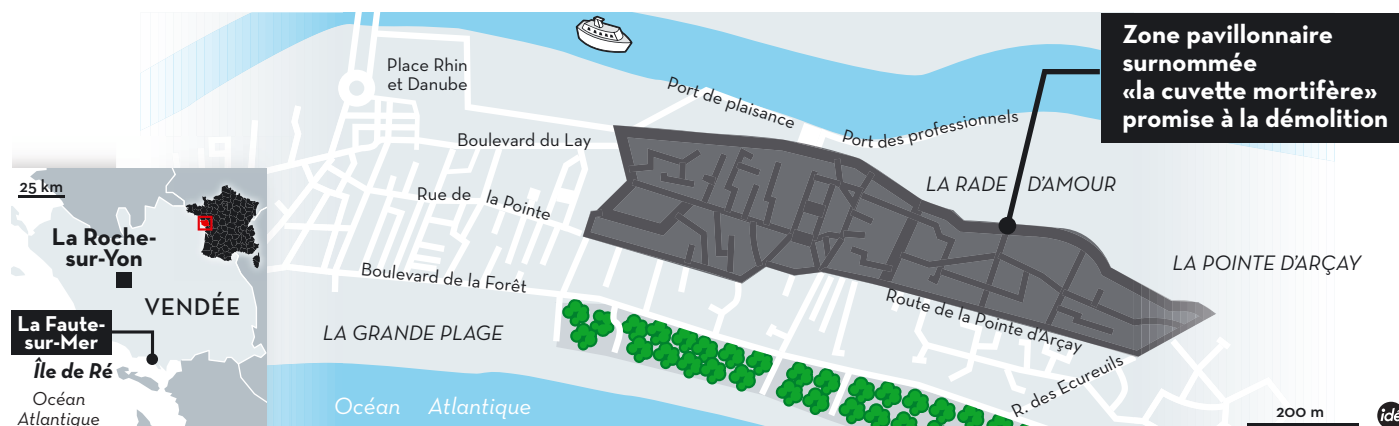 Zone pavillonnaire
surnommée
«la cuvette mortifère»
promise à la démolition
Place Rhin
et Danube
Port de plaisance
Port des professionnels
Boulevard du Lay
LA RADE D'AMOUR
Rue de la Pointe
LA POINTE D'ARÇAY
Boulevard de la Forêt
Route de la Pointe d'Arçay
LA GRANDE PLAGE
R. des Ecureuils
Océan Atlantique
200 m
idé
25 km
La Roche-
sur-Yon
VENDÉE
La Faute-
sur-Mer
Île de Ré
Océan
Atlantique